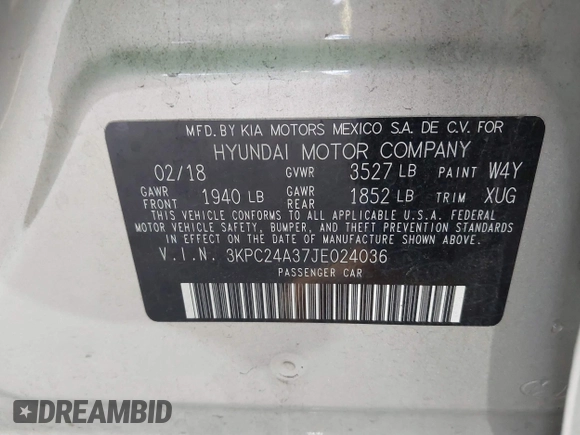 MFD. BY KIA MOTORS MEXICO S.A. DE C.V. FOR
HYUNDAI MOTOR COMPANY
02/18 GVWR 3527 LB PAINT W4Y
GAWR FRONT 1940 LB GAWR REAR 1852 LB TRIM XUG
THIS VEHICLE CONFORMS TO ALL APPLICABLE U.S.A. FEDERAL
MOTOR VEHICLE SAFETY, BUMPER, AND THEFT PREVENTION STANDARDS
IN EFFECT ON THE DATE OF MANUFACTURE SHOWN ABOVE.
V.I.N. 3KPC24A37JE024036
PASSENGER CAR
DREAMBID